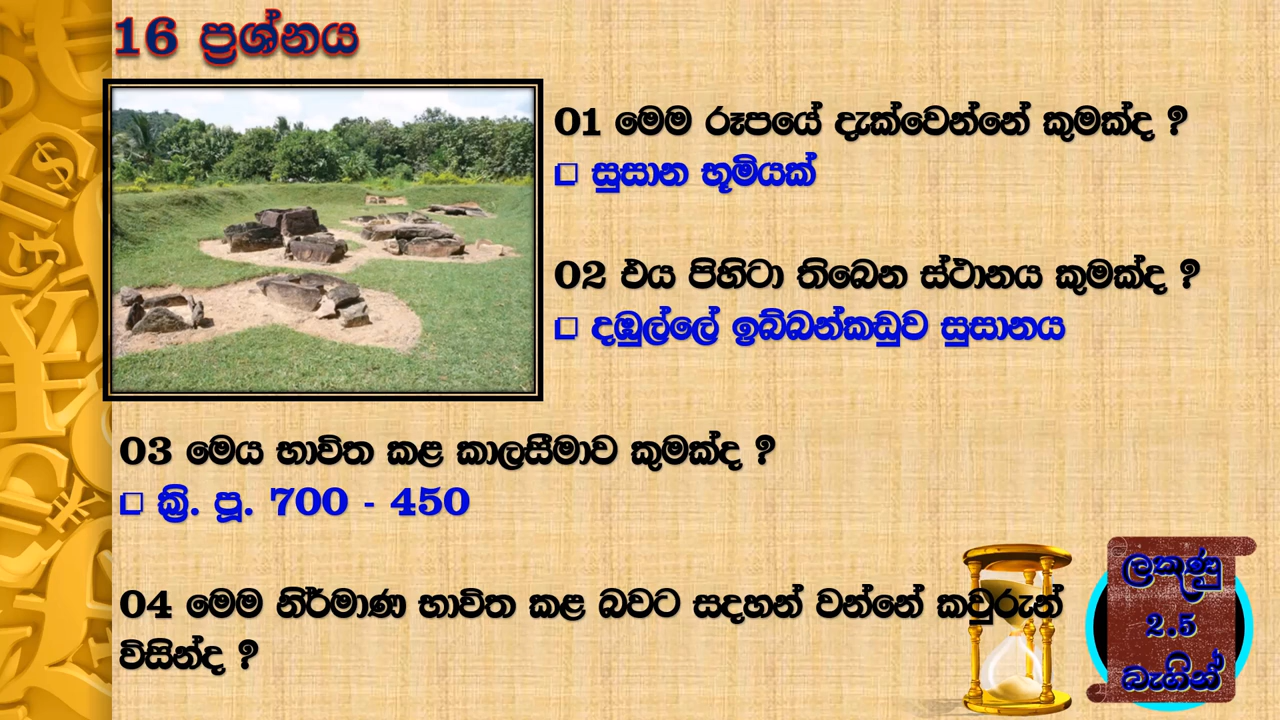 16 ප්‍රශ්නය
01 මෙම රූපයේ දැක්වෙන්නේ කුමක්ද ?
□ සුසාන භූමියක්
02 එය පිහිටා තිබෙන ස්ථානය කුමක්ද ?
□ දඹුල්ලේ ඉබ්බන්කඩුව සුසානය
03 මෙය භාවිත කළ කාලසීමාව කුමක්ද ?
□ ක්‍රි. පූ. 700 - 450
04 මෙම නිර්මාණ භාවිත කළ බවට සදහන් වන්නේ කවුරුන්
විසින්ද ?
ලකුණු
2.5
බැගින්